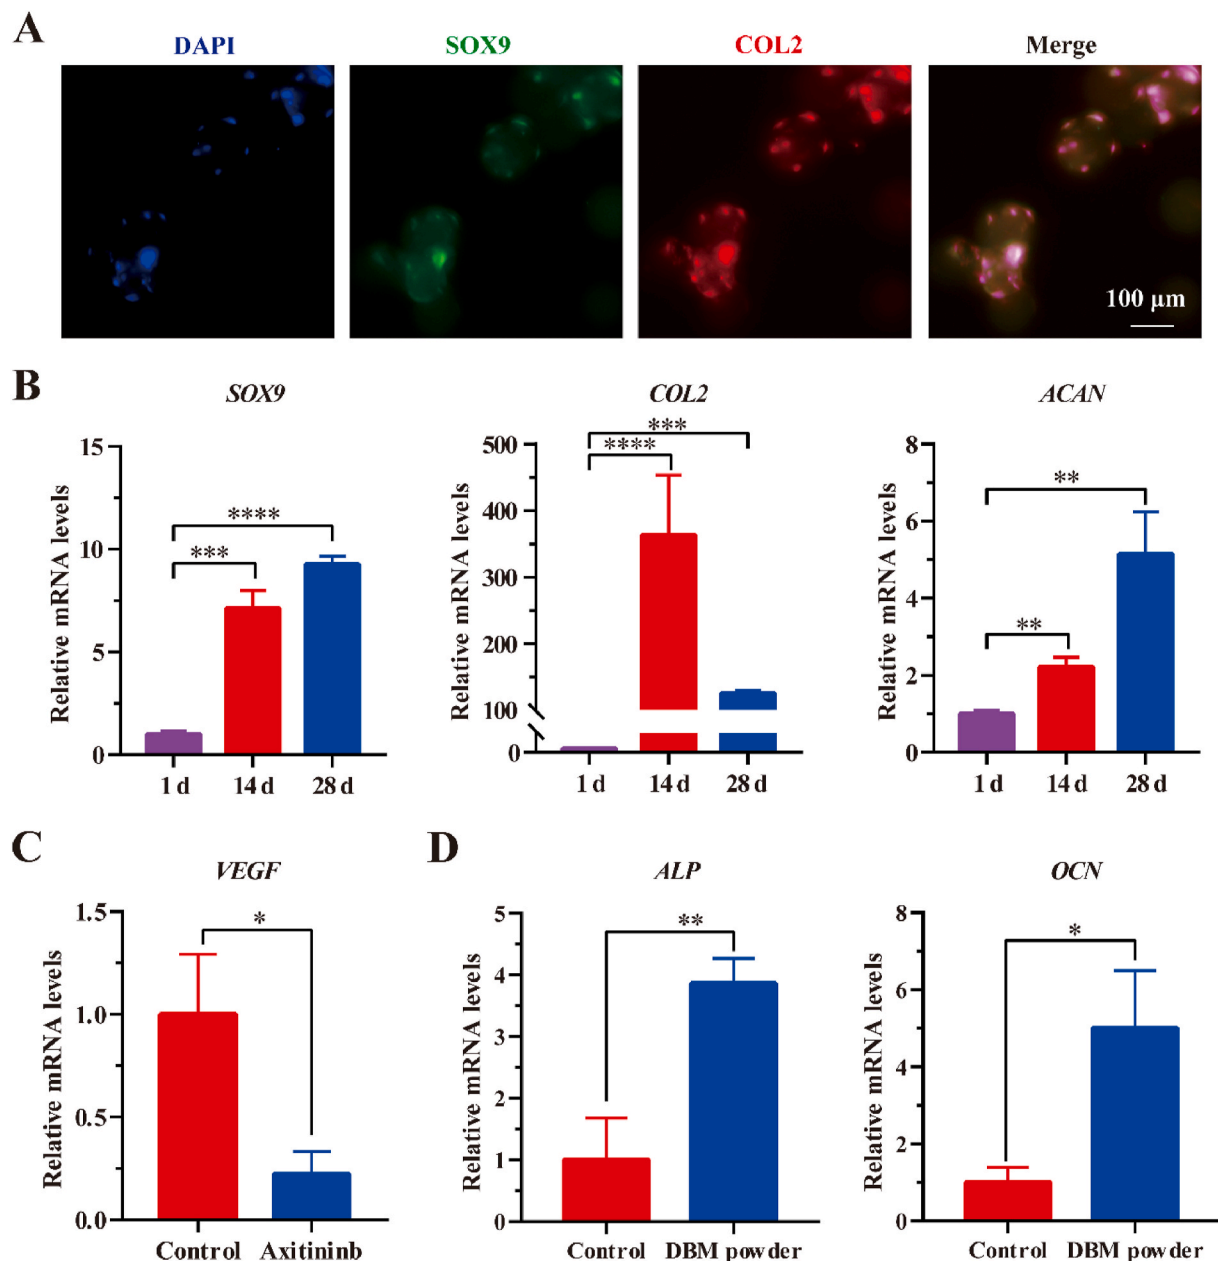 A
DAPI SOX9 COL2 Merge
100 μm
B
SOX9 COL2 ACAN
Relative mRNA levels
15
10
5
0
*** ****
1 d 14 d 28 d
Relative mRNA levels
500
400
300
200
100
0
**** ***
1 d 14 d 28 d
Relative mRNA levels
8
6
4
2
0
** **
1 d 14 d 28 d
C
VEGF
Relative mRNA levels
1.5
1.0
0.5
0.0
*
Control Axitininb
D
ALP OCN
Relative mRNA levels
5
4
3
2
1
0
**
Control DBM powder
Relative mRNA levels
8
6
4
2
0
*
Control DBM powder